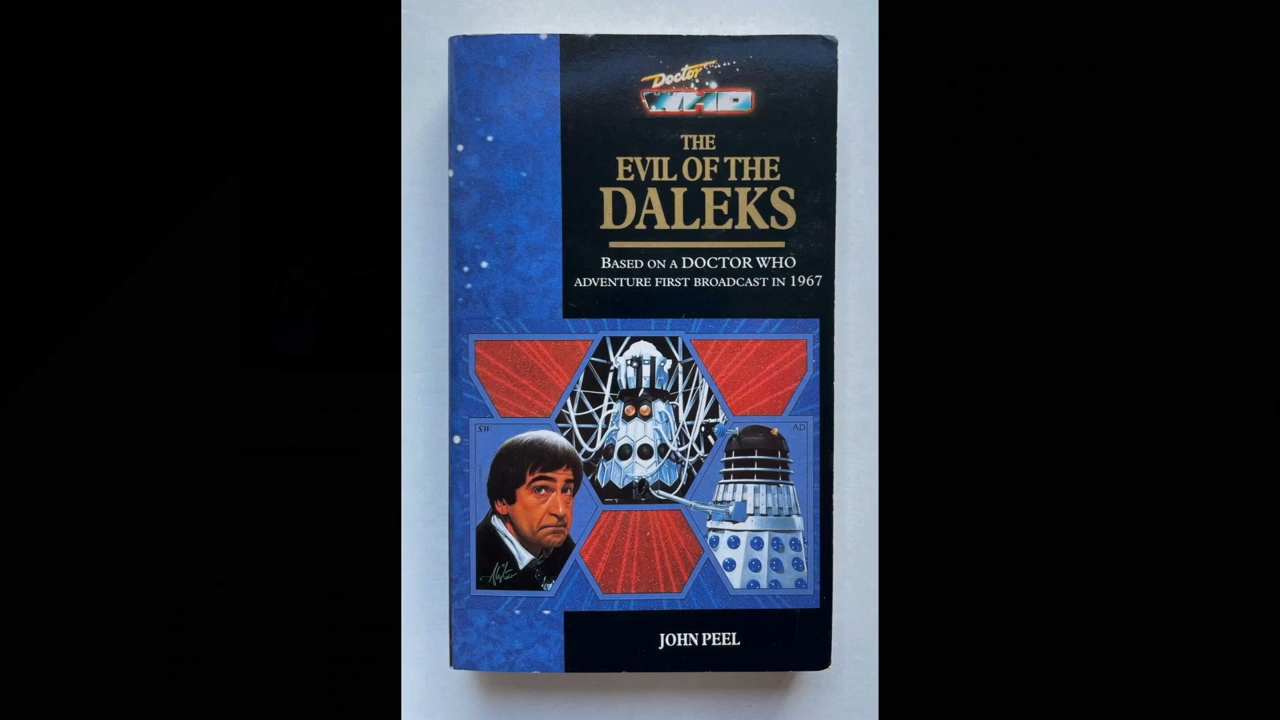 Doctor
WHO
THE
EVIL OF THE
DALEKS
BASED ON A DOCTOR WHO
ADVENTURE FIRST BROADCAST IN 1967
SW
AD
JOHN PEEL